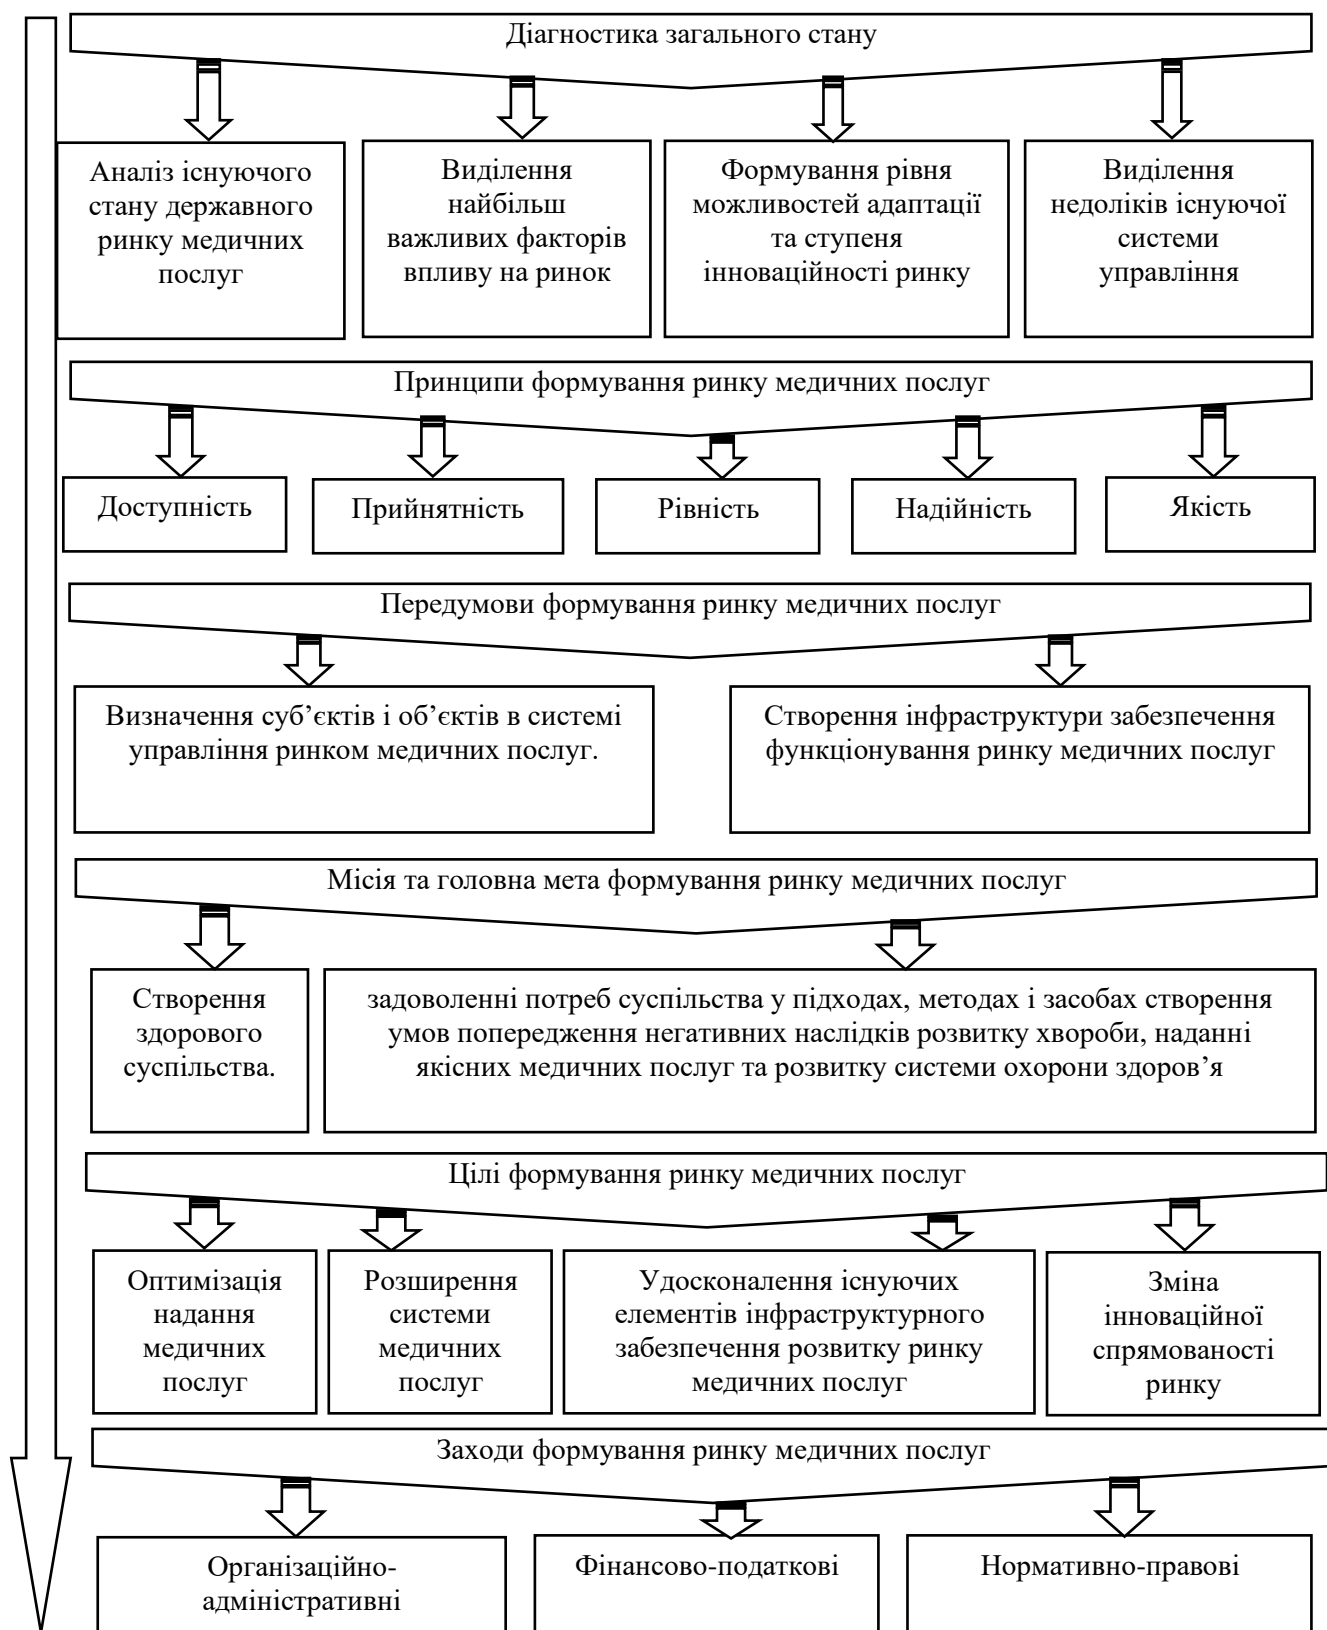 Діагностика загального стану
Аналіз існуючого
стану державного
ринку медичних
послуг
Виділення
найбільш
важливих факторів
впливу на ринок
Формування рівня
можливостей адаптації
та ступеня
інноваційності ринку
Виділення
недоліків існуючої
системи
управління
Принципи формування ринку медичних послуг
Доступність
Прийнятність
Рівність
Надійність
Якість
Передумови формування ринку медичних послуг
Визначення суб’єктів і об’єктів в системі
управління ринком медичних послуг.
Створення інфраструктури забезпечення
функціонування ринку медичних послуг
Місія та головна мета формування ринку медичних послуг
Створення
здорового
суспільства.
задоволенні потреб суспільства у підходах, методах і засобах створення
умов попередження негативних наслідків розвитку хвороби, наданні
якісних медичних послуг та розвитку системи охорони здоров’я
Цілі формування ринку медичних послуг
Оптимізація
надання
медичних
послуг
Розширення
системи
медичних
послуг
Удосконалення існуючих
елементів інфраструктурного
забезпечення розвитку ринку
медичних послуг
Зміна
інноваційної
спрямованості
ринку
Заходи формування ринку медичних послуг
Організаційно-
адміністративні
Фінансово-податкові
Нормативно-правові